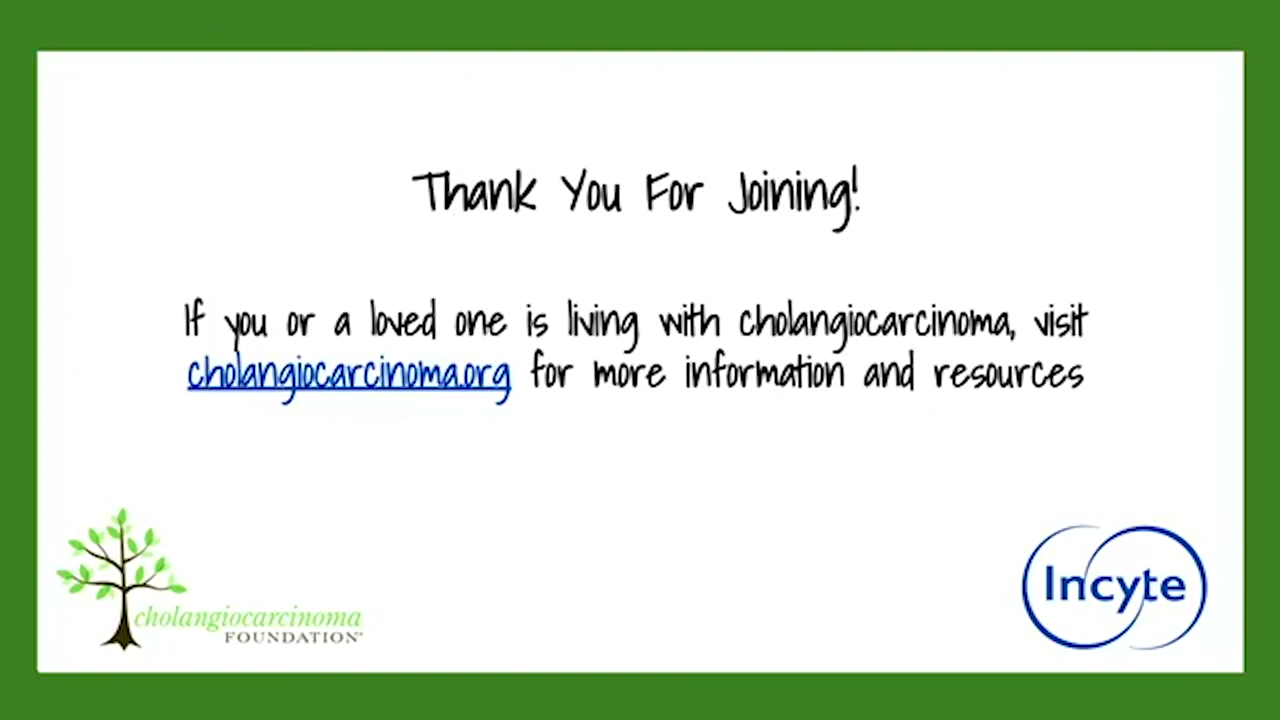 Thank You For Joining!
If you or a loved one is living with cholangiocarcinoma, visit
cholangiocarcinoma.org for more information and resources
cholangiocarcinoma
FOUNDATION®
Incyte